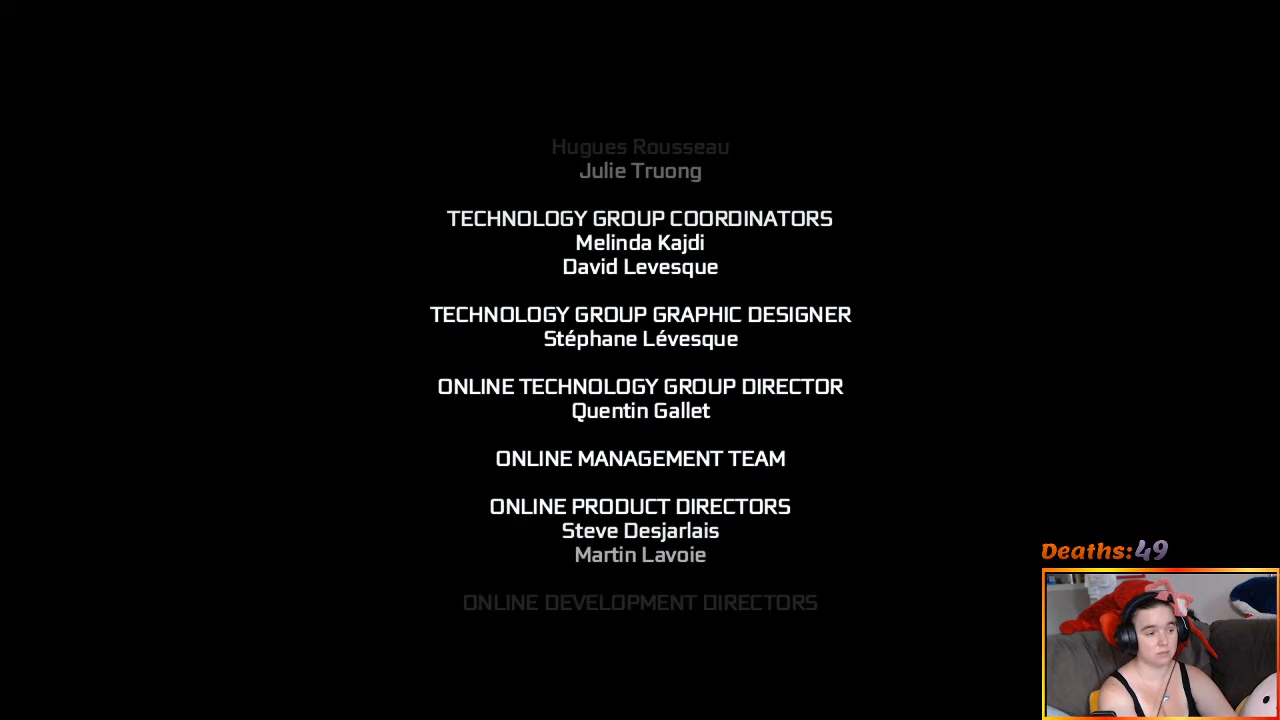 Hugues Rousseau
Julie Truong
TECHNOLOGY GROUP COORDINATORS
Melinda Kajdi
David Levesque
TECHNOLOGY GROUP GRAPHIC DESIGNER
Stéphane Lévesque
ONLINE TECHNOLOGY GROUP DIRECTOR
Quentin Gallet
ONLINE MANAGEMENT TEAM
ONLINE PRODUCT DIRECTORS
Steve Desjarlais
Martin Lavoie
ONLINE DEVELOPMENT DIRECTORS
Deaths:49